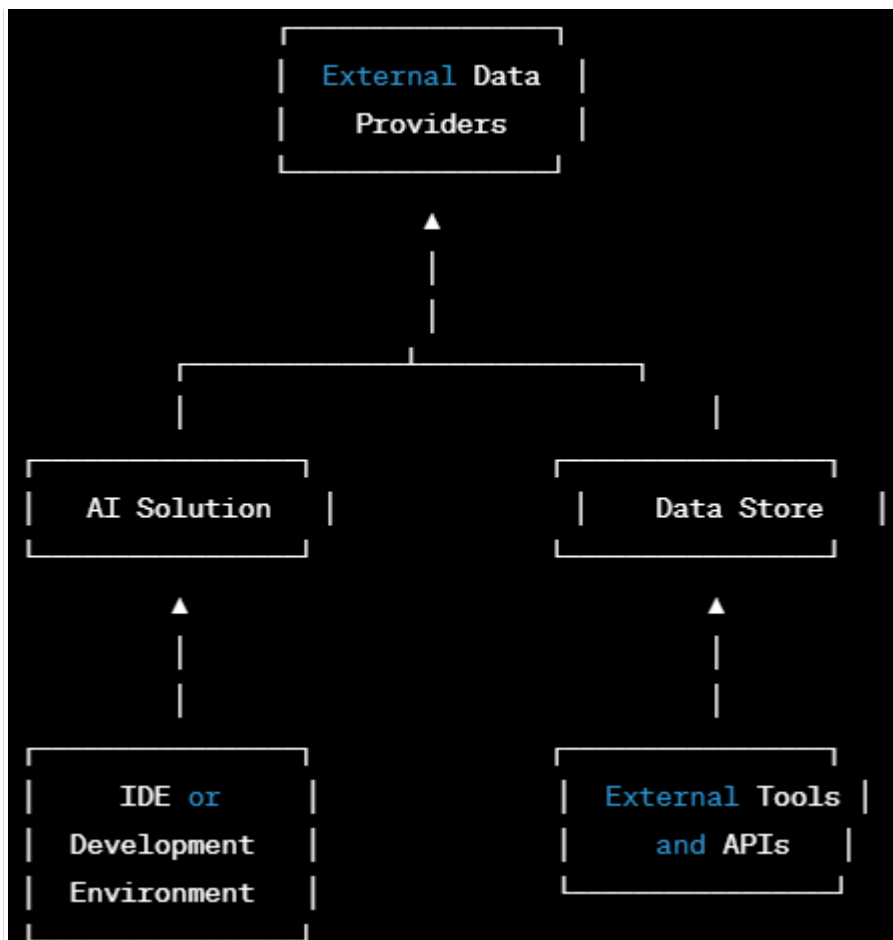 External Data
Providers
AI Solution
Data Store
IDE or
Development
Environment
External Tools
and APIs